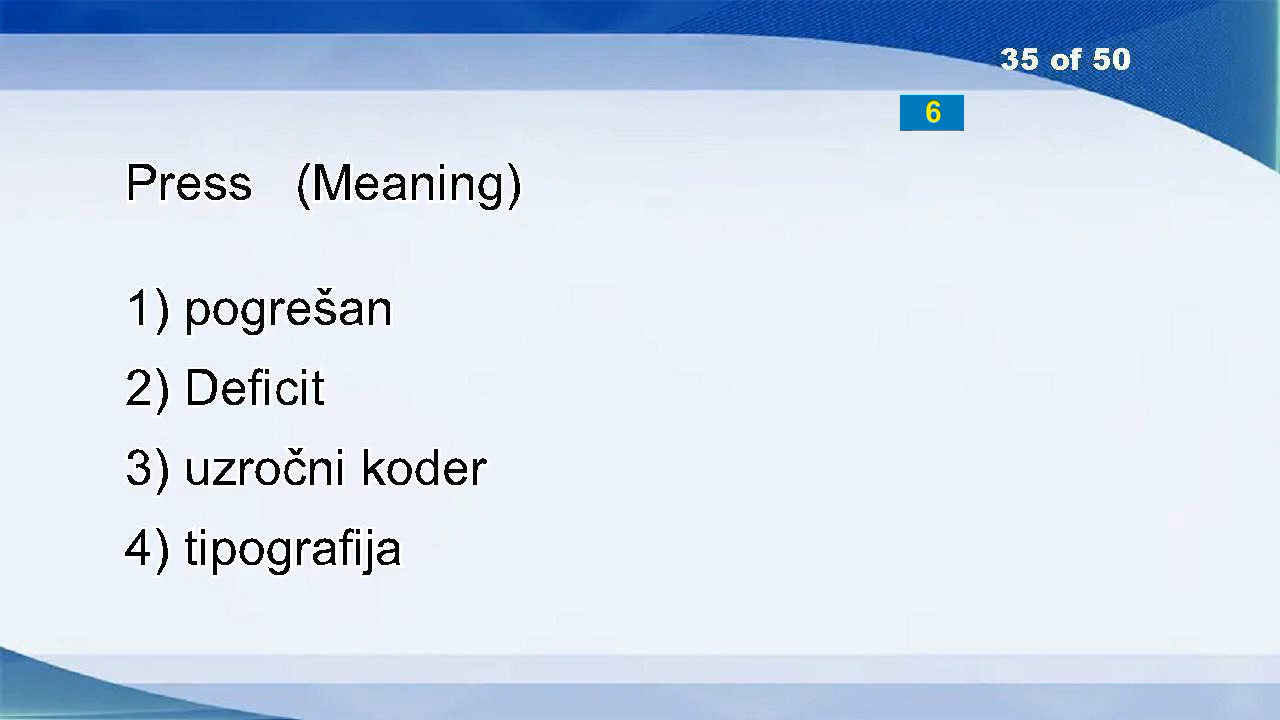 35 of 50
6
Press (Meaning)
1) pogrešan
2) Deficit
3) uzročni koder
4) tipografija